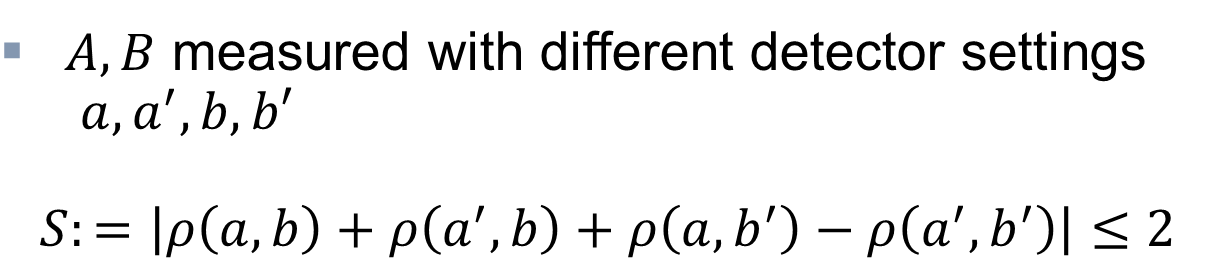 ▪ A, B measured with different detector settings
a, a′, b, b′
S: = |ρ(a, b) + ρ(a′, b) + ρ(a, b′) − ρ(a′, b′)| ≤ 2